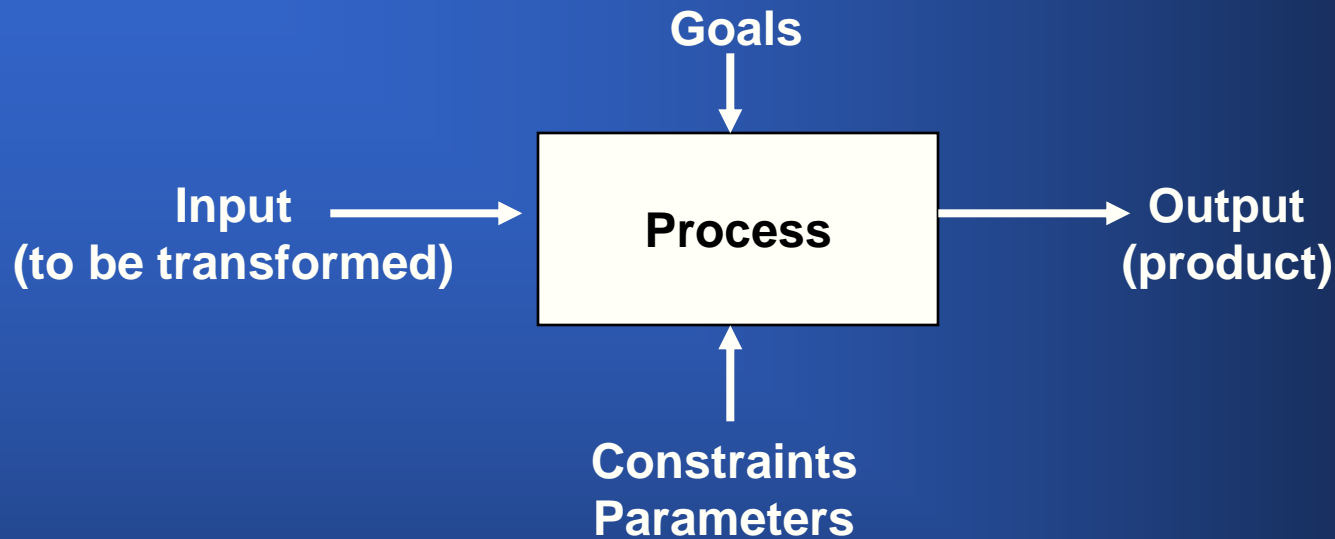 Goals
Input
(to be transformed)
Process
Output
(product)
Constraints
Parameters